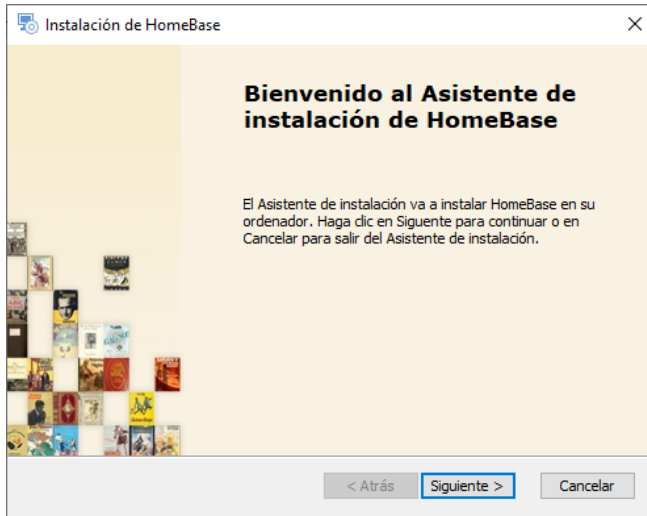 Instalación de HomeBase
Bienvenido al Asistente de
instalación de HomeBase
El Asistente de instalación va a instalar HomeBase en su
ordenador. Haga clic en Siguente para continuar o en
Cancelar para salir del Asistente de instalación.
< Atrás
Siguiente >
Cancelar